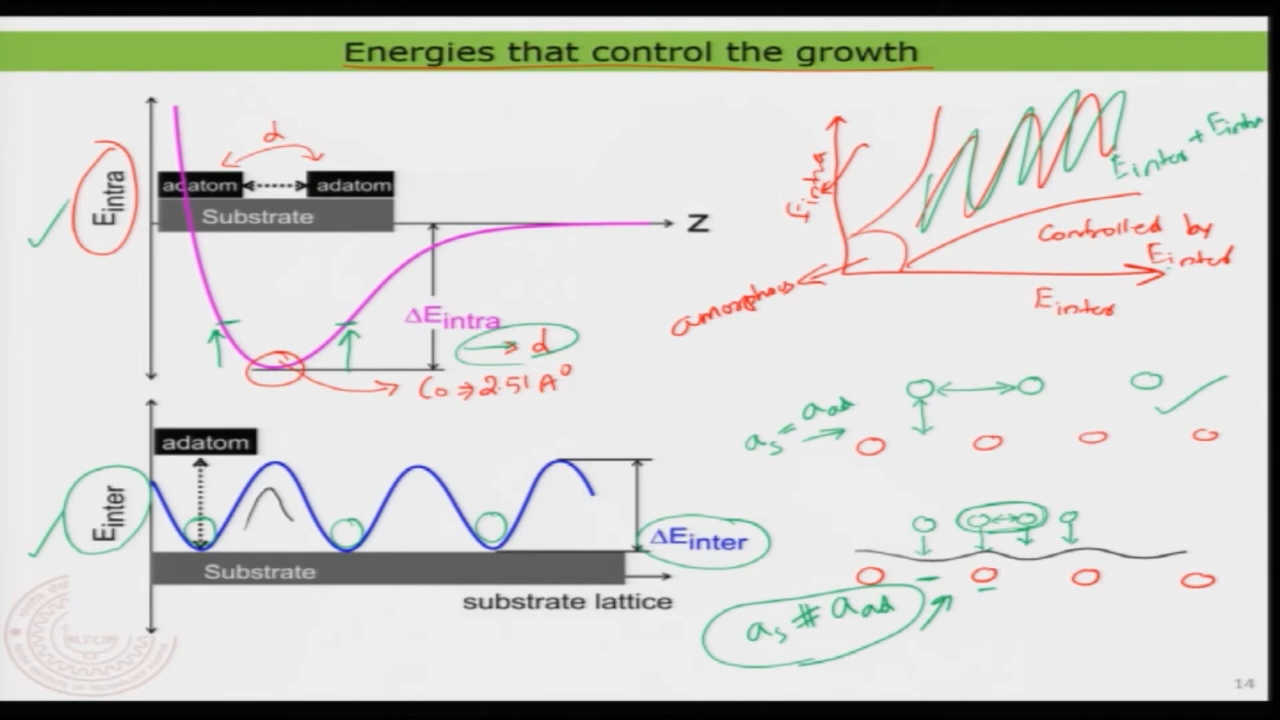 Energies that control the growth
Eintra
d
adatom
adatom
Substrate
Z
ΔEintra
→ d
Co ⇒ 2.51 A°
Einter
adatom
ΔEinter
Substrate
substrate lattice
Eintra
Einter + Eintra
Controlled by
Einter
Einter
amorphous
as = aad
as ≠ aad
14